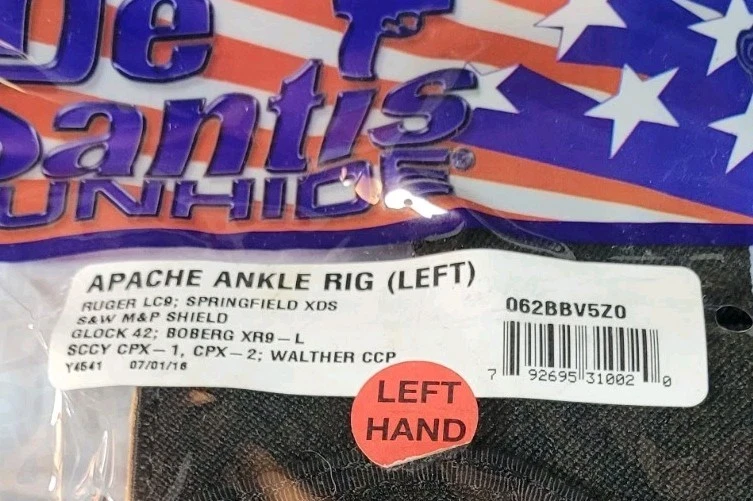 De
Santis
GUNHIDE®
APACHE ANKLE RIG (LEFT)
RUGER LC9; SPRINGFIELD XDS
S&W M&P SHIELD
GLOCK 42; BOBERG XR9-L
SCCY CPX-1, CPX-2; WALTHER CCP
Y4541 07/01/16
062BBV5Z0
7 92695 31002 0
LEFT
HAND